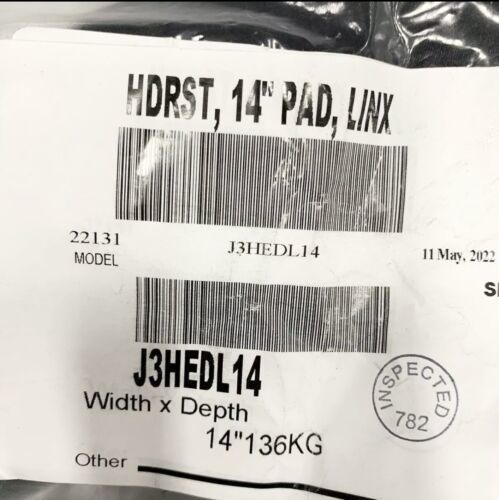 HDRST, 14" PAD, LINX
22131 J3HEDL14 11 May, 2022
MODEL
J3HEDL14
Width x Depth
14"136KG
INSPECTED
782
Other